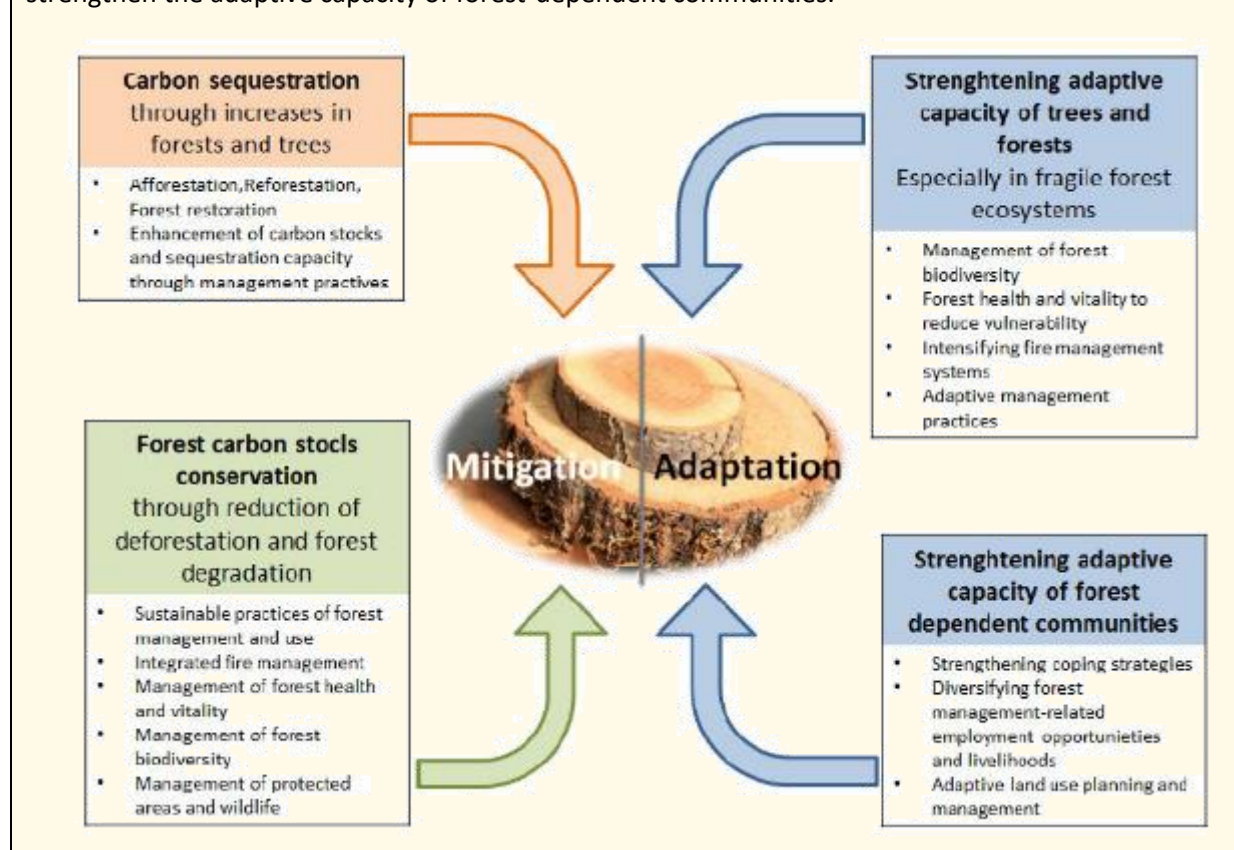 strengthen the adaptive capacity of forest-dependent communities.
Carbon sequestration
through increases in
forests and trees
• Afforestation, Reforestation,
Forest restoration
• Enhancement of carbon stocks
and sequestration capacity
through management practives
Strenghtening adaptive
capacity of trees and
forests
Especially in fragile forest
ecosystems
• Management of forest
biodiversity
• Forest health and vitality to
reduce vulnerability
• Intensifying fire management
systems
• Adaptive management
practices
Mitigation Adaptation
Forest carbon stocls
conservation
through reduction of
deforestation and forest
degradation
• Sustainable practices of forest
management and use
• Integrated fire management
• Management of forest health
and vitality
• Management of forest
biodiversity
• Management of protected
areas and wildlife
Strenghtening adaptive
capacity of forest
dependent communities
• Strengthening coping strategies
• Diversifying forest
management-related
employment opportunieties
and livelihoods
• Adaptive land use planning and
management